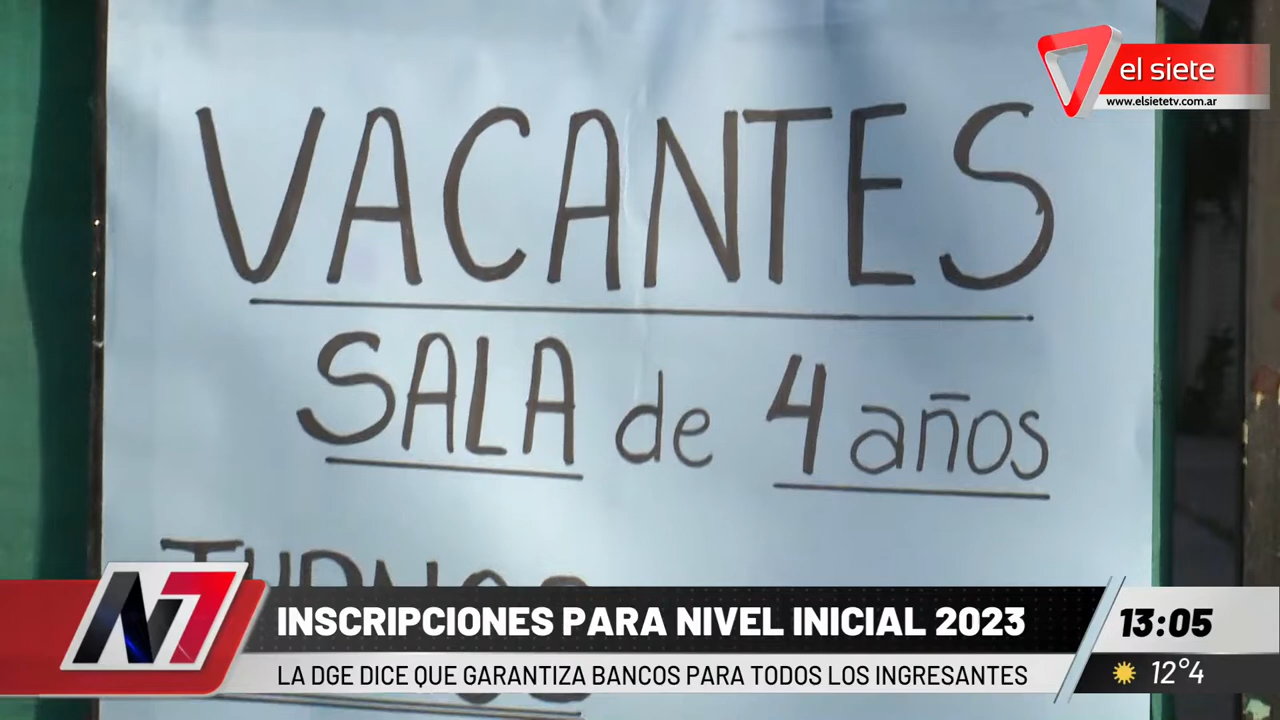 el siete
www.elsietetv.com.ar
VACANTES
SALA de 4 años
TURNOS
N7
INSCRIPCIONES PARA NIVEL INICIAL 2023
13:05
LA DGE DICE QUE GARANTIZA BANCOS PARA TODOS LOS INGRESANTES
12°4